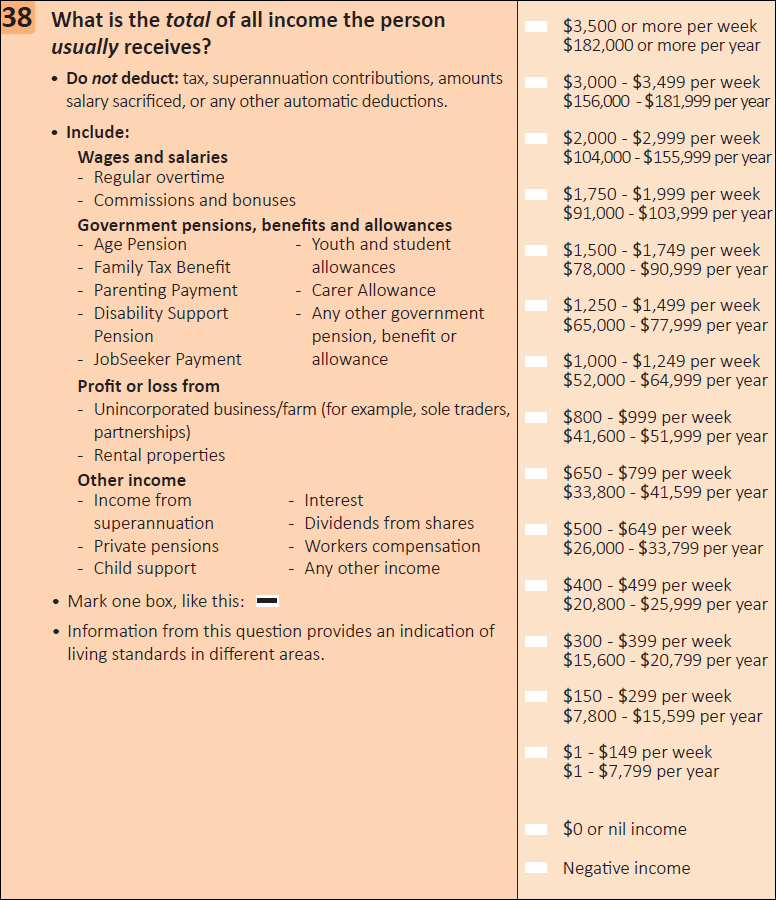 38 What is the total of all income the person
usually receives?
• Do not deduct: tax, superannuation contributions, amounts
salary sacrificed, or any other automatic deductions.
• Include:
Wages and salaries
- Regular overtime
- Commissions and bonuses
Government pensions, benefits and allowances
- Age Pension
- Family Tax Benefit
- Parenting Payment
- Disability Support
Pension
- JobSeeker Payment
- Youth and student
allowances
- Carer Allowance
- Any other government
pension, benefit or
allowance
Profit or loss from
- Unincorporated business/farm (for example, sole traders,
partnerships)
- Rental properties
Other income
- Income from
superannuation
- Private pensions
- Child support
- Interest
- Dividends from shares
- Workers compensation
- Any other income
• Mark one box, like this:
• Information from this question provides an indication of
living standards in different areas.
$3,500 or more per week
$182,000 or more per year
$3,000 - $3,499 per week
$156,000 - $181,999 per year
$2,000 - $2,999 per week
$104,000 - $155,999 per year
$1,750 - $1,999 per week
$91,000 - $103,999 per year
$1,500 - $1,749 per week
$78,000 - $90,999 per year
$1,250 - $1,499 per week
$65,000 - $77,999 per year
$1,000 - $1,249 per week
$52,000 - $64,999 per year
$800 - $999 per week
$41,600 - $51,999 per year
$650 - $799 per week
$33,800 - $41,599 per year
$500 - $649 per week
$26,000 - $33,799 per year
$400 - $499 per week
$20,800 - $25,999 per year
$300 - $399 per week
$15,600 - $20,799 per year
$150 - $299 per week
$7,800 - $15,599 per year
$1 - $149 per week
$1 - $7,799 per year
$0 or nil income
Negative income